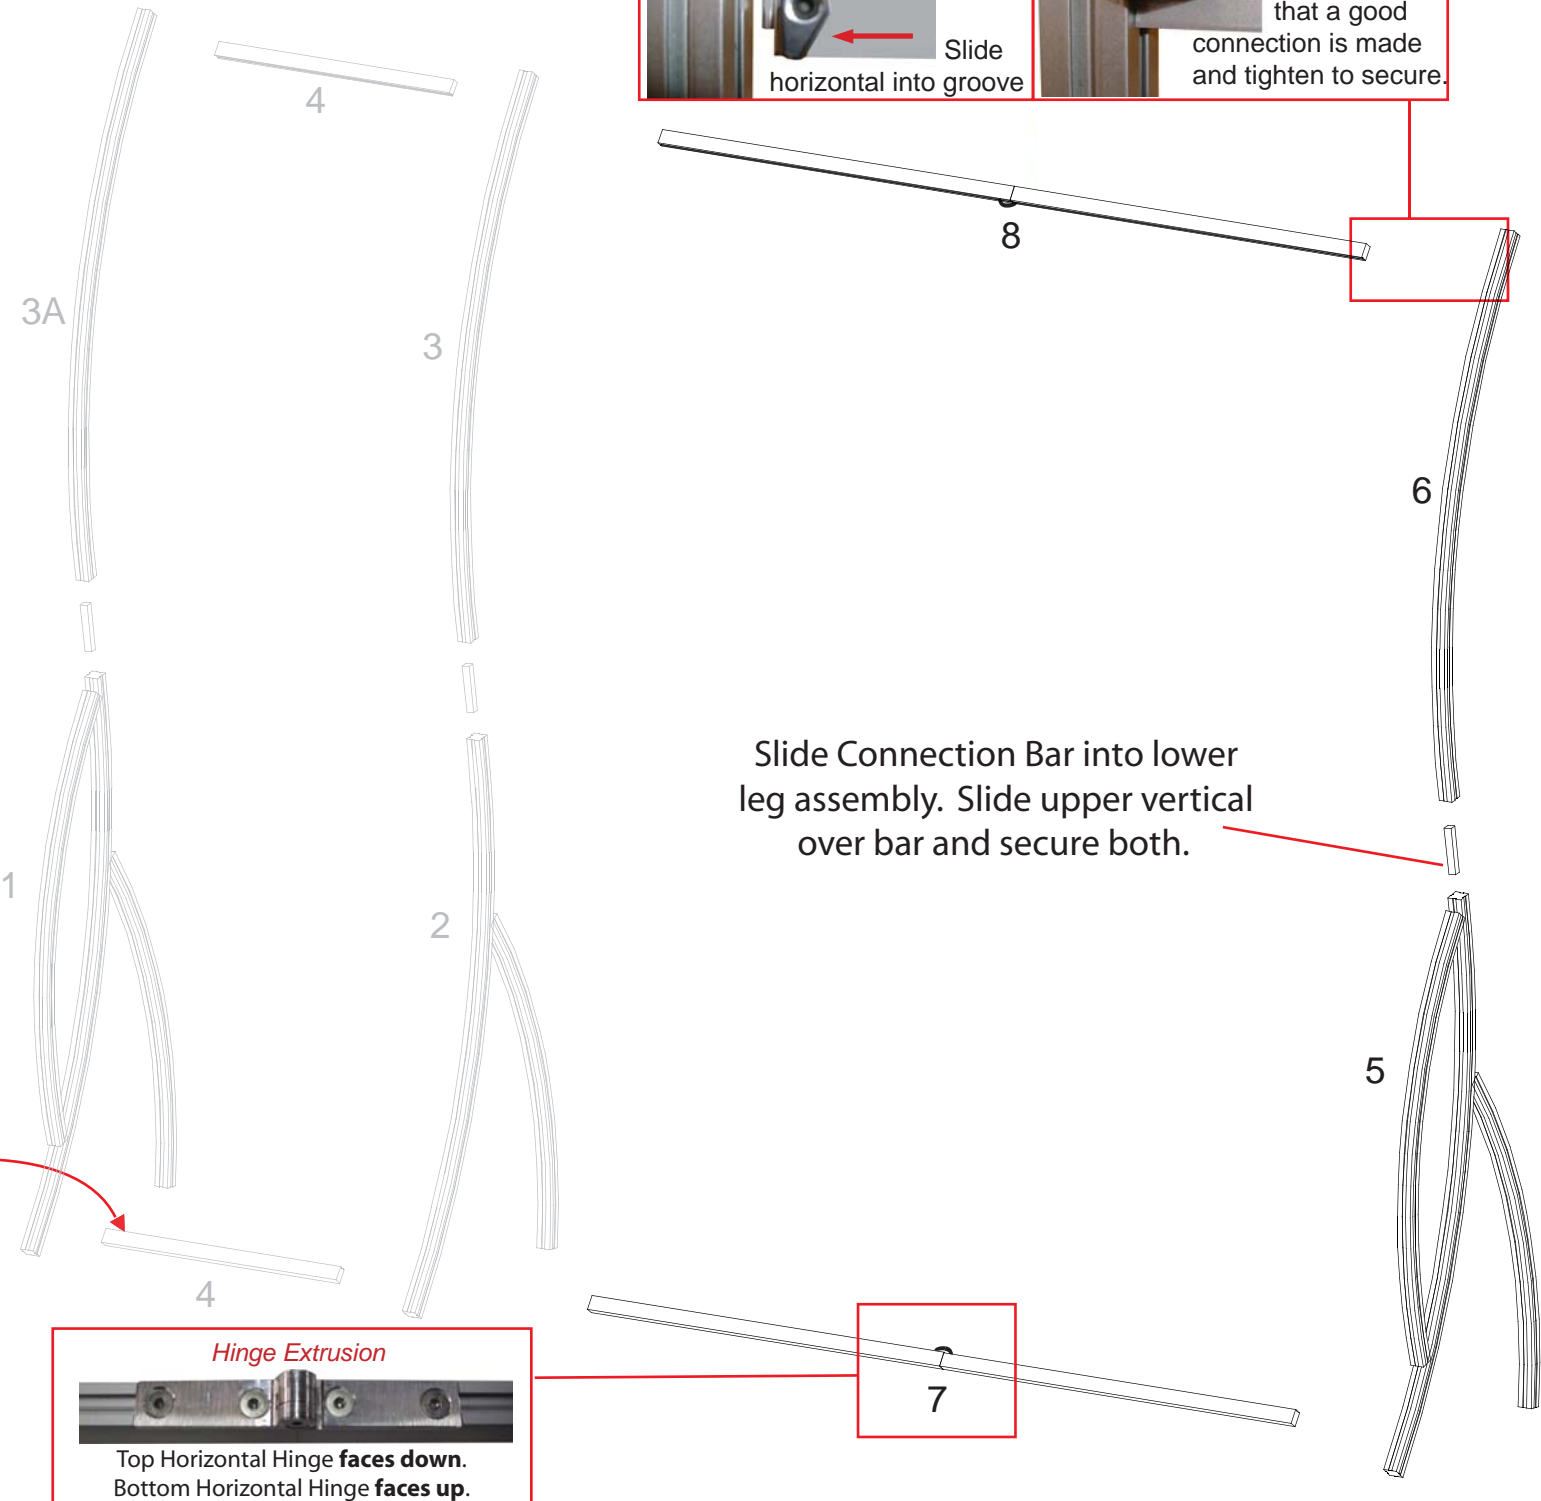 that a good
connection is made
and tighten to secure.
Slide
horizontal into groove
4
8
3A
3
6
Slide Connection Bar into lower
leg assembly.  Slide upper vertical
over bar and secure both.
1
2
5
4
7
Hinge Extrusion
Top Horizontal Hinge faces down.
Bottom Horizontal Hinge faces up.